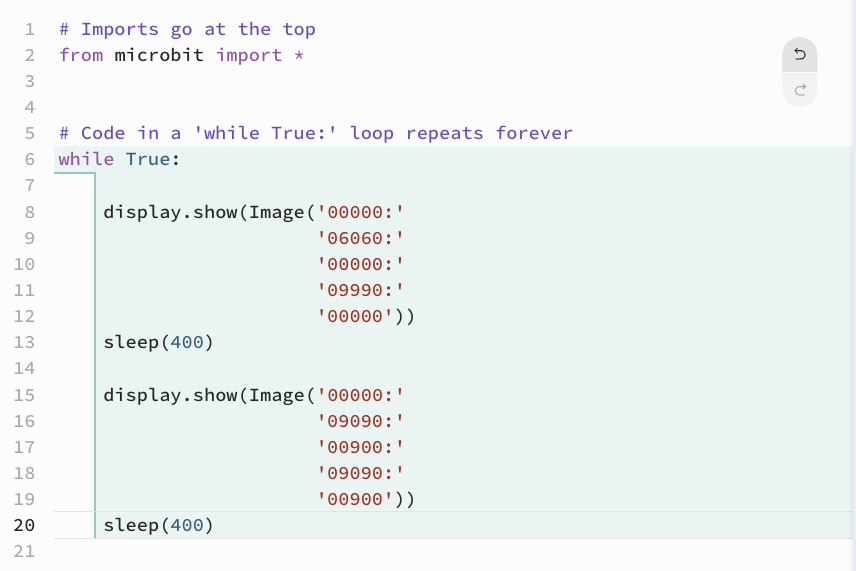 1 # Imports go at the top
2 from microbit import *
3
4
5 # Code in a 'while True:' loop repeats forever
6 while True:
7
8     display.show(Image('00000:'
9                        '06060:'
10                        '00000:'
11                        '09990:'
12                        '00000'))
13     sleep(400)
14
15     display.show(Image('00000:'
16                        '09090:'
17                        '00900:'
18                        '09090:'
19                        '00900'))
20     sleep(400)
21